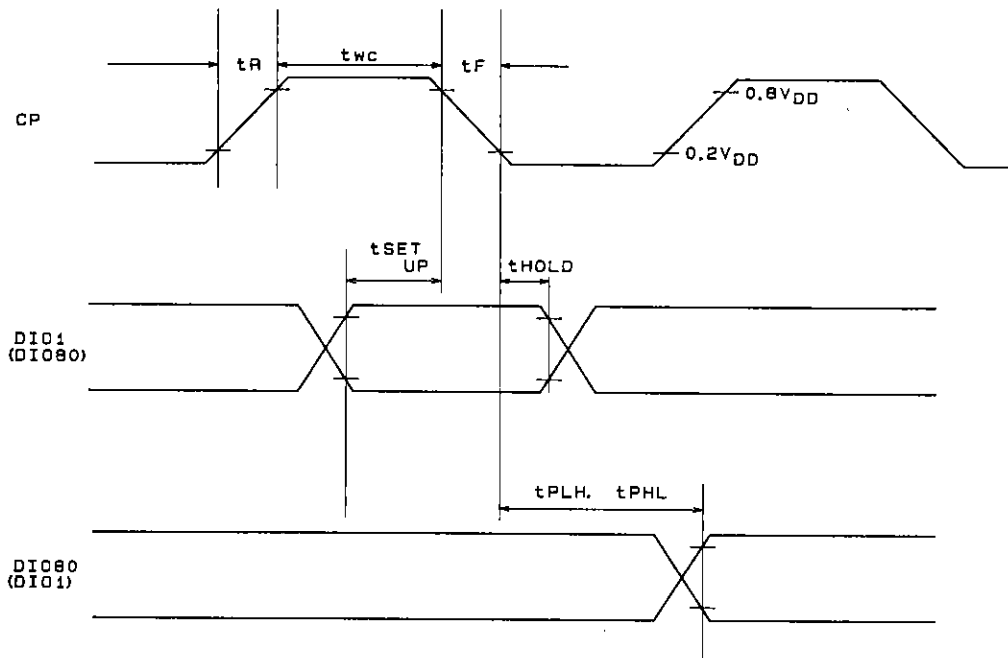 tR
twc
tF
CP
0.8VDD
0.2VDD
tSET
UP
tHOLD
DIO1
(DIO80)
tPLH. tPHL
DIO80
(DIO1)